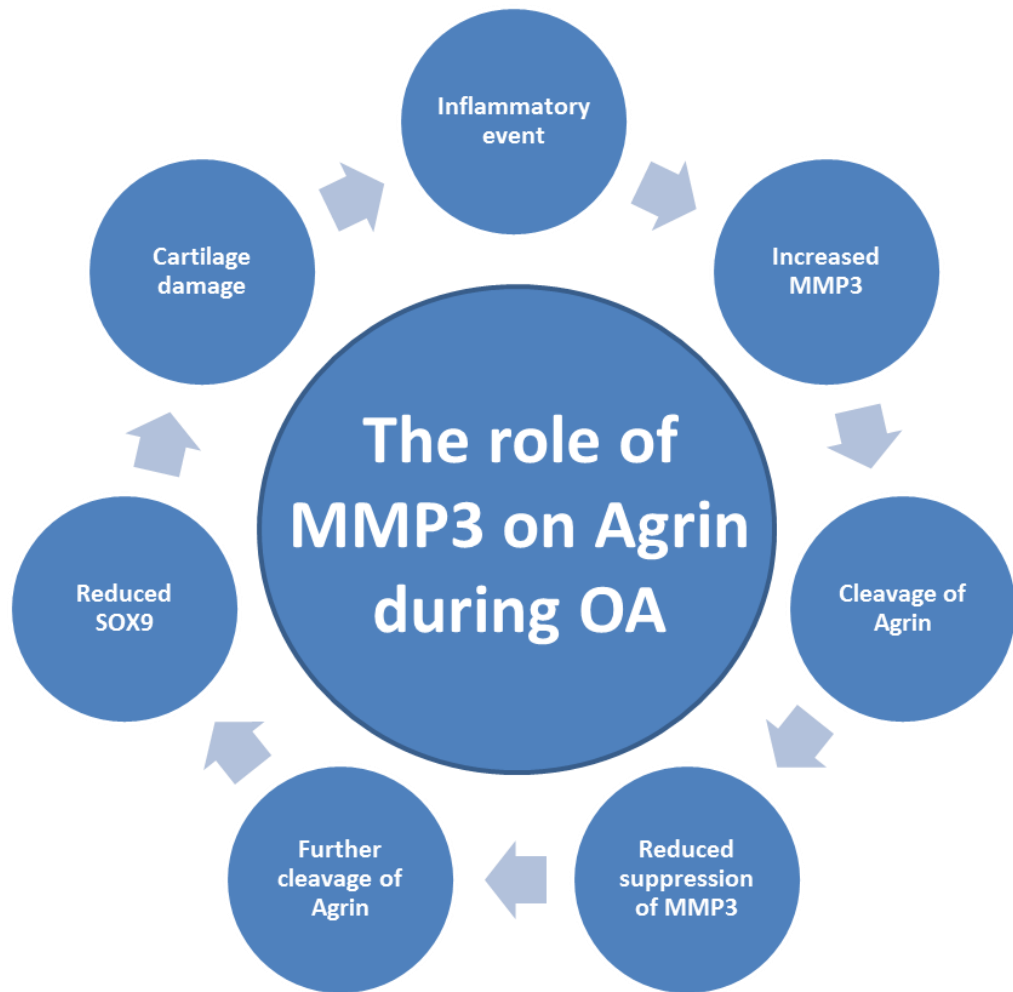 Inflammatory
event
Increased
MMP3
Cleavage of
Agrin
Reduced
suppression
of MMP3
Further
cleavage of
Agrin
Reduced
SOX9
Cartilage
damage
The role of
MMP3 on Agrin
during OA